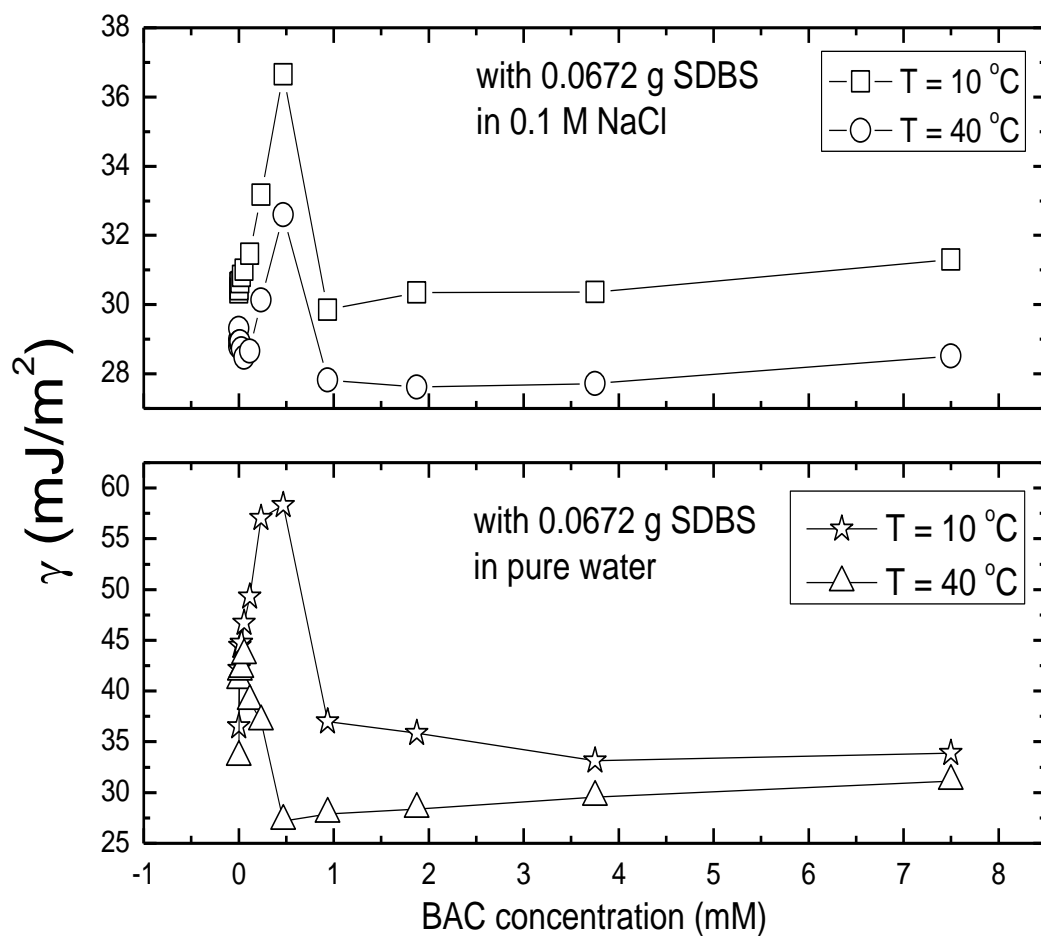 38
36
34
32
30
28
with 0.0672 g SDBS
in 0.1 M NaCl
T = 10 °C
T = 40 °C
γ (mJ/m²)
60
55
50
45
40
35
30
25
with 0.0672 g SDBS
in pure water
T = 10 °C
T = 40 °C
-1 0 1 2 3 4 5 6 7 8
BAC concentration (mM)